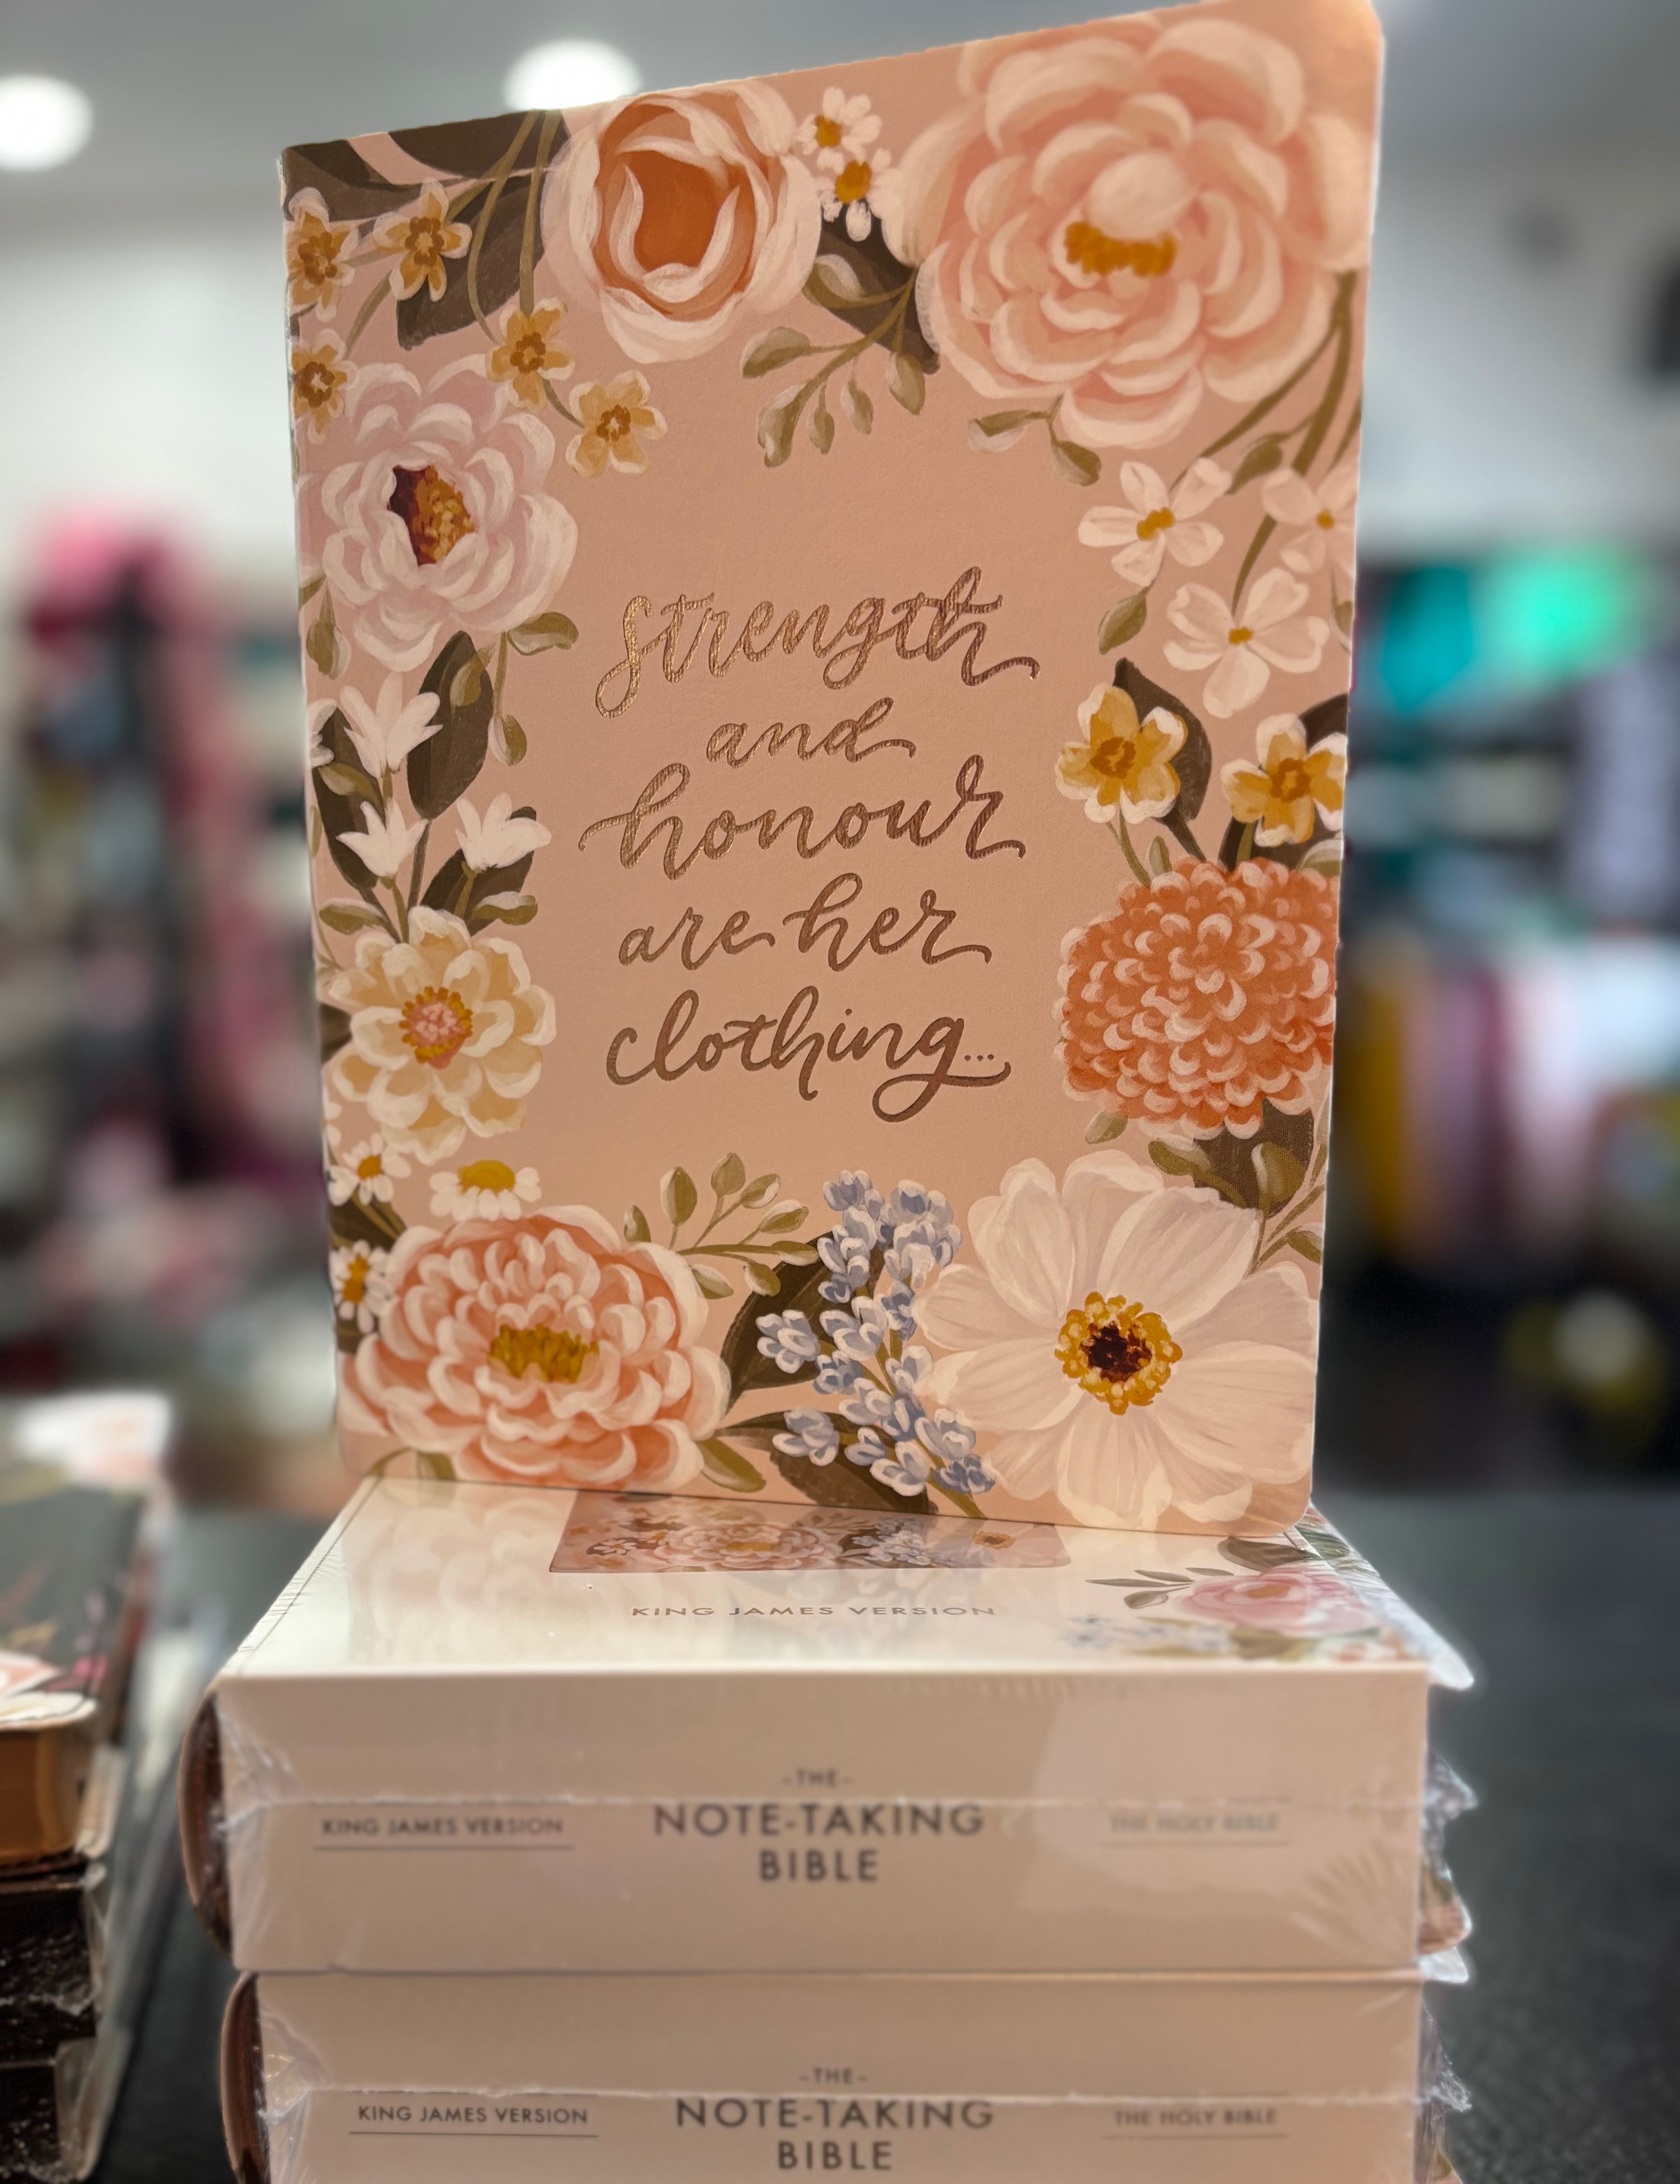 strength
and
honour
are her
clothing...
KING JAMES VERSION
-THE-
KING JAMES VERSION
NOTE-TAKING
THE HOLY BIBLE
BIBLE
-THE-
KING JAMES VERSION
NOTE-TAKING
THE HOLY BIBLE
BIBLE